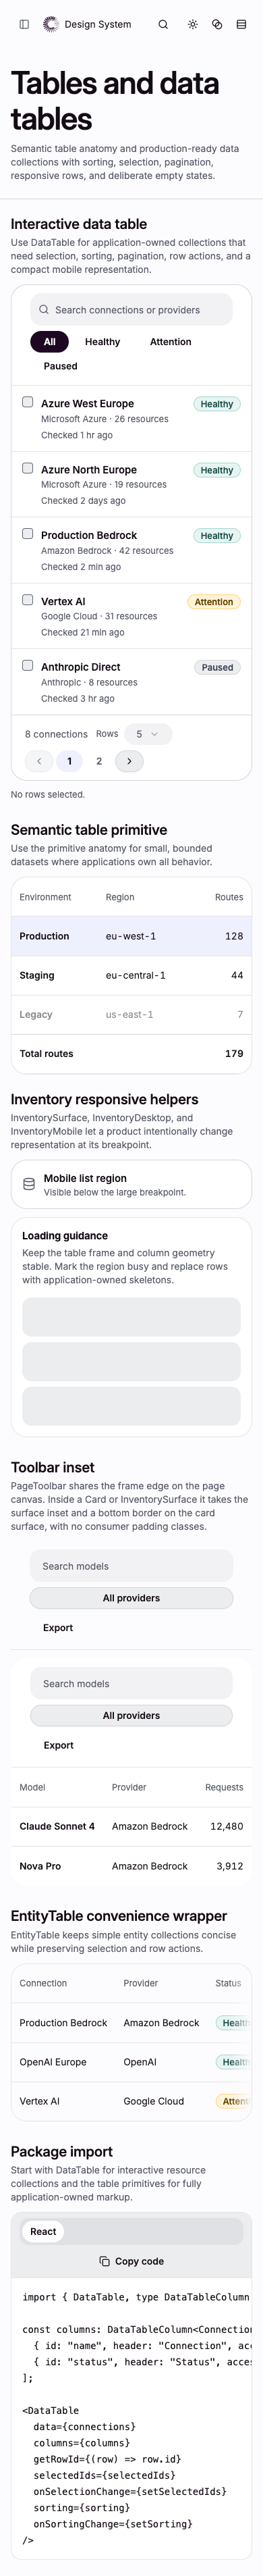 Design System
Tables and data
tables
Semantic table anatomy and production-ready data
collections with sorting, selection, pagination,
responsive rows, and deliberate empty states.
Interactive data table
Use DataTable for application-owned collections that
need selection, sorting, pagination, row actions, and a
compact mobile representation.
Search connections or providers
All Healthy Attention
Paused
Azure West Europe Healthy
Microsoft Azure · 26 resources
Checked 1 hr ago
Azure North Europe Healthy
Microsoft Azure · 19 resources
Checked 2 days ago
Production Bedrock Healthy
Amazon Bedrock · 42 resources
Checked 2 min ago
Vertex AI Attention
Google Cloud · 31 resources
Checked 21 min ago
Anthropic Direct Paused
Anthropic · 8 resources
Checked 3 hr ago
8 connections Rows 5
1 2
No rows selected.
Semantic table primitive
Use the primitive anatomy for small, bounded
datasets where applications own all behavior.
Environment Region Routes
Production eu-west-1 128
Staging eu-central-1 44
Legacy us-east-1 7
Total routes 179
Inventory responsive helpers
InventorySurface, InventoryDesktop, and
InventoryMobile let a product intentionally change
representation at its breakpoint.
Mobile list region
Visible below the large breakpoint.
Loading guidance
Keep the table frame and column geometry
stable. Mark the region busy and replace rows
with application-owned skeletons.
Toolbar inset
PageToolbar shares the frame edge on the page
canvas. Inside a Card or InventorySurface it takes the
surface inset and a bottom border on the card
surface, with no consumer padding classes.
Search models
All providers
Export
Search models
All providers
Export
Model Provider Requests
Claude Sonnet 4 Amazon Bedrock 12,480
Nova Pro Amazon Bedrock 3,912
EntityTable convenience wrapper
EntityTable keeps simple entity collections concise
while preserving selection and row actions.
Connection Provider Status
Production Bedrock Amazon Bedrock Health
OpenAI Europe OpenAI Health
Vertex AI Google Cloud Attent
Package import
Start with DataTable for interactive resource
collections and the table primitives for fully
application-owned markup.
React
Copy code
import { DataTable, type DataTableColumn
const columns: DataTableColumn<Connection
{ id: "name", header: "Connection", acc
{ id: "status", header: "Status", acces
];
<DataTable
data={connections}
columns={columns}
getRowId={(row) => row.id}
selectedIds={selectedIds}
onSelectionChange={setSelectedIds}
sorting={sorting}
onSortingChange={setSorting}
/>